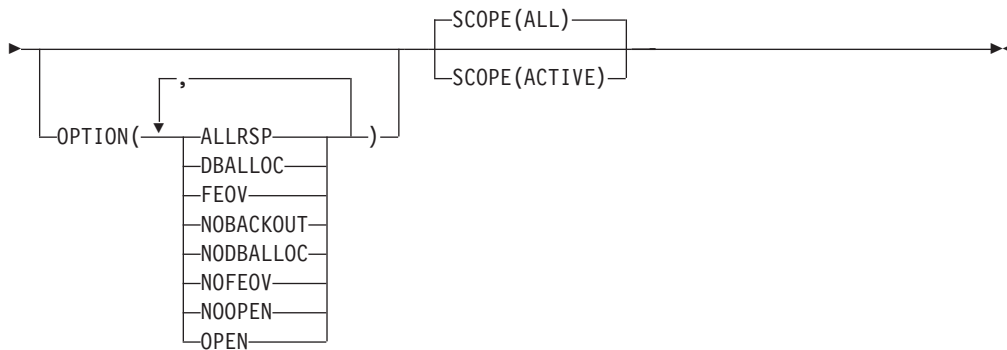 SCOPE(ALL)
SCOPE(ACTIVE)
,
OPTION( ALLRSP )
DBALLOC
FEOV
NOBACKOUT
NODBALLOC
NOFEOV
NOOPEN
OPEN